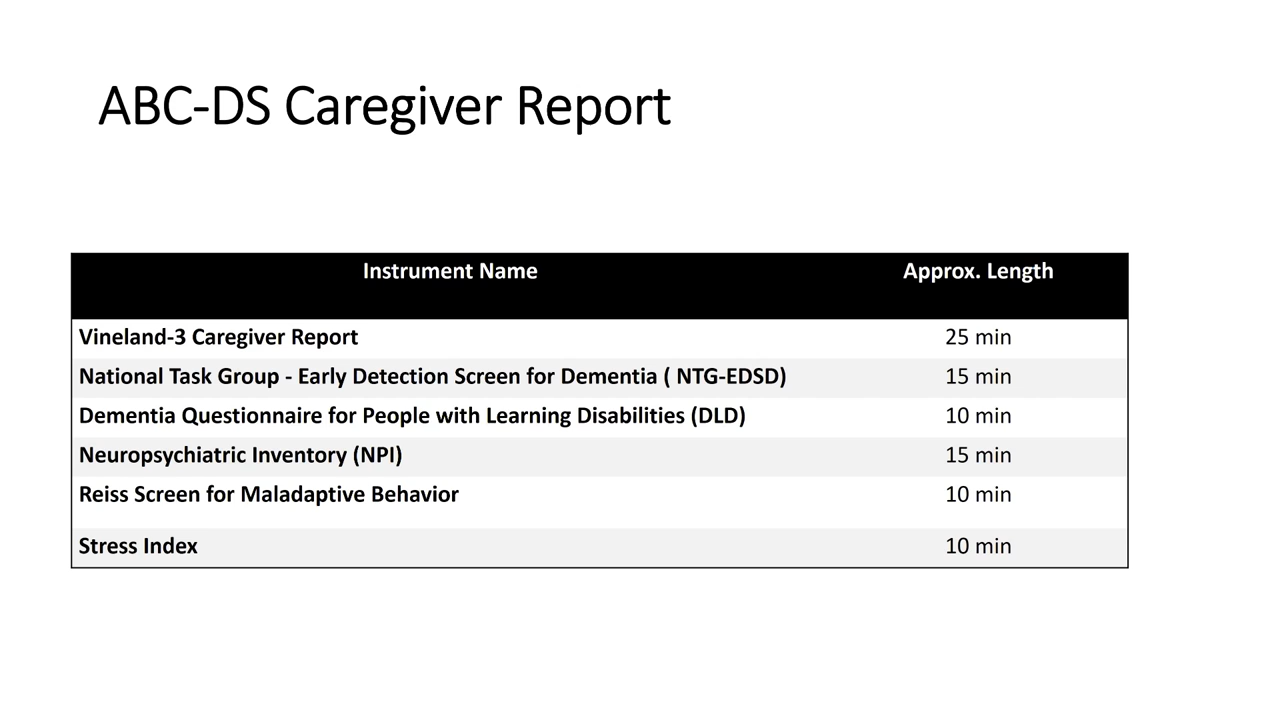 ABC-DS Caregiver Report
Instrument Name Approx. Length
Vineland-3 Caregiver Report 25 min
National Task Group - Early Detection Screen for Dementia ( NTG-EDSD) 15 min
Dementia Questionnaire for People with Learning Disabilities (DLD) 10 min
Neuropsychiatric Inventory (NPI) 15 min
Reiss Screen for Maladaptive Behavior 10 min
Stress Index 10 min